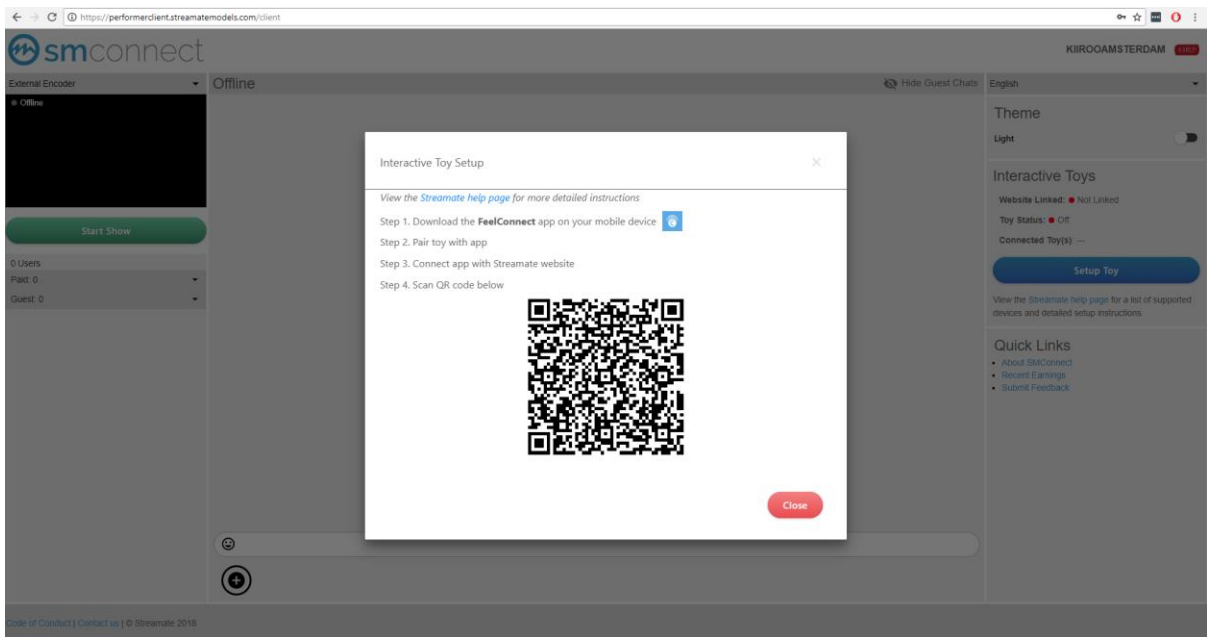 https://performerclient.streamatemodels.com/client
smconnect
KIIROOAMSTERDAM
External Encoder
Offline
Hide Guest Chats
English
Offline
Theme
Light
Interactive Toy Setup
Interactive Toys
View the Streamate help page for more detailed instructions
Website Linked: Not Linked
Step 1. Download the FeelConnect app on your mobile device
Toy Status: Off
Start Show
Step 2. Pair toy with app
Connected Toy(s): ---
0 Users
Step 3. Connect app with Streamate website
Setup Toy
Paid: 0
Step 4. Scan QR code below
Guest: 0
View the Streamate help page for a list of supported
devices and detailed setup instructions.
Quick Links
About SMConnect
Recent Earnings
Submit Feedback
Close
Code of Conduct | Contact us | © Streamate 2018